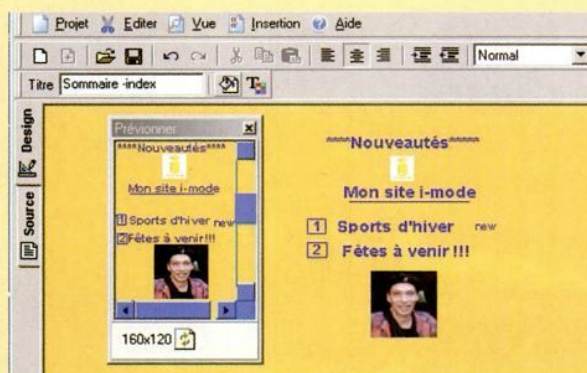 Projet Editer Vue Insertion Aide
Normal
Titre Sommaire -index
Design
Source
Prévionner
^^^^Nouveautés^^^^
Mon site i-mode
1 Sports d'hiver new
2 Fêtes à venir!!!
160x120
^^^^Nouveautés^^^^
Mon site i-mode
1 Sports d'hiver new
2 Fêtes à venir!!!